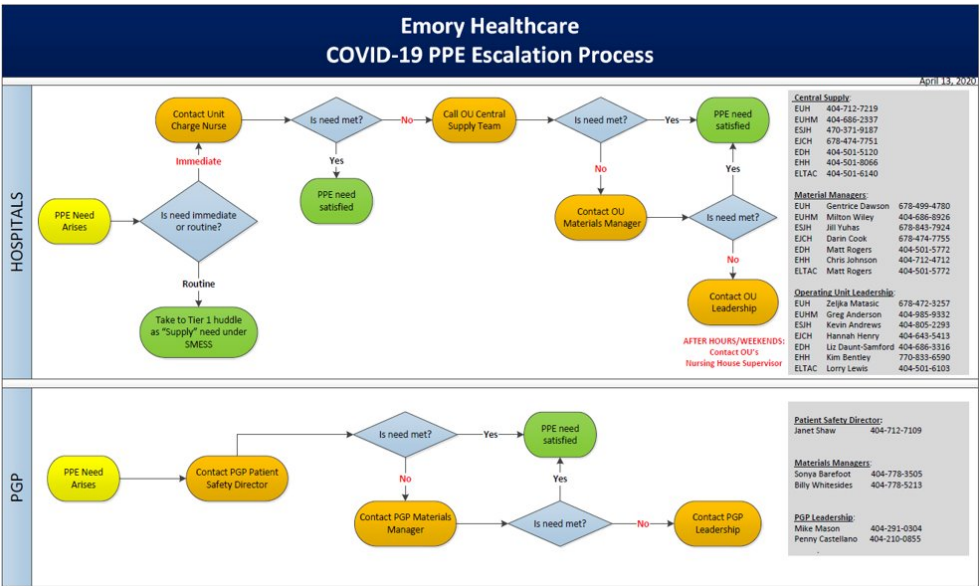 Emory Healthcare
COVID-19 PPE Escalation Process
April 13, 2020
HOSPITALS
PPE Need
Arises
Is need immediate
or routine?
Immediate
Contact Unit
Charge Nurse
Is need met?
No
Yes
PPE need
satisfied
Routine
Take to Tier 1 huddle
as "Supply" need under
SMESS
Call OU Central
Supply Team
Is need met?
Yes
PPE need
satisfied
No
Contact OU
Materials Manager
Is need met?
Yes
No
Contact OU
Leadership
AFTER HOURS/WEEKENDS:
Contact OU's
Nursing House Supervisor
Central Supply:
EUH 404-712-7219
EUHM 404-686-2337
ESJH 470-371-9187
EJCH 678-474-7751
EDH 404-501-5120
EHH 404-501-8066
ELTAC 404-501-6140
Material Managers:
EUH Gentrice Dawson 678-499-4780
EUHM Milton Wiley 404-686-8926
ESJH Jill Yuhas 678-843-7924
EJCH Darin Cook 678-474-7755
EDH Matt Rogers 404-501-5772
EHH Chris Johnson 404-712-4712
ELTAC Matt Rogers 404-501-5772
Operating Unit Leadership:
EUH Zeljka Matasic 678-472-3257
EUHM Greg Anderson 404-985-9332
ESJH Kevin Andrews 404-805-2293
EJCH Hannah Henry 404-643-5413
EDH Liz Daunt-Samford 404-686-3316
EHH Kim Bentley 770-833-6590
ELTAC Lorry Lewis 404-501-6103
PGP
PPE Need
Arises
Contact PGP Patient
Safety Director
Is need met?
Yes
PPE need
satisfied
No
Contact PGP Materials
Manager
Is need met?
Yes
No
Contact PGP
Leadership
Patient Safety Director:
Janet Shaw 404-712-7109
Materials Managers:
Sonya Barefoot 404-778-3505
Billy Whitesides 404-778-5213
PGP Leadership:
Mike Mason 404-291-0304
Penny Castellano 404-210-0855